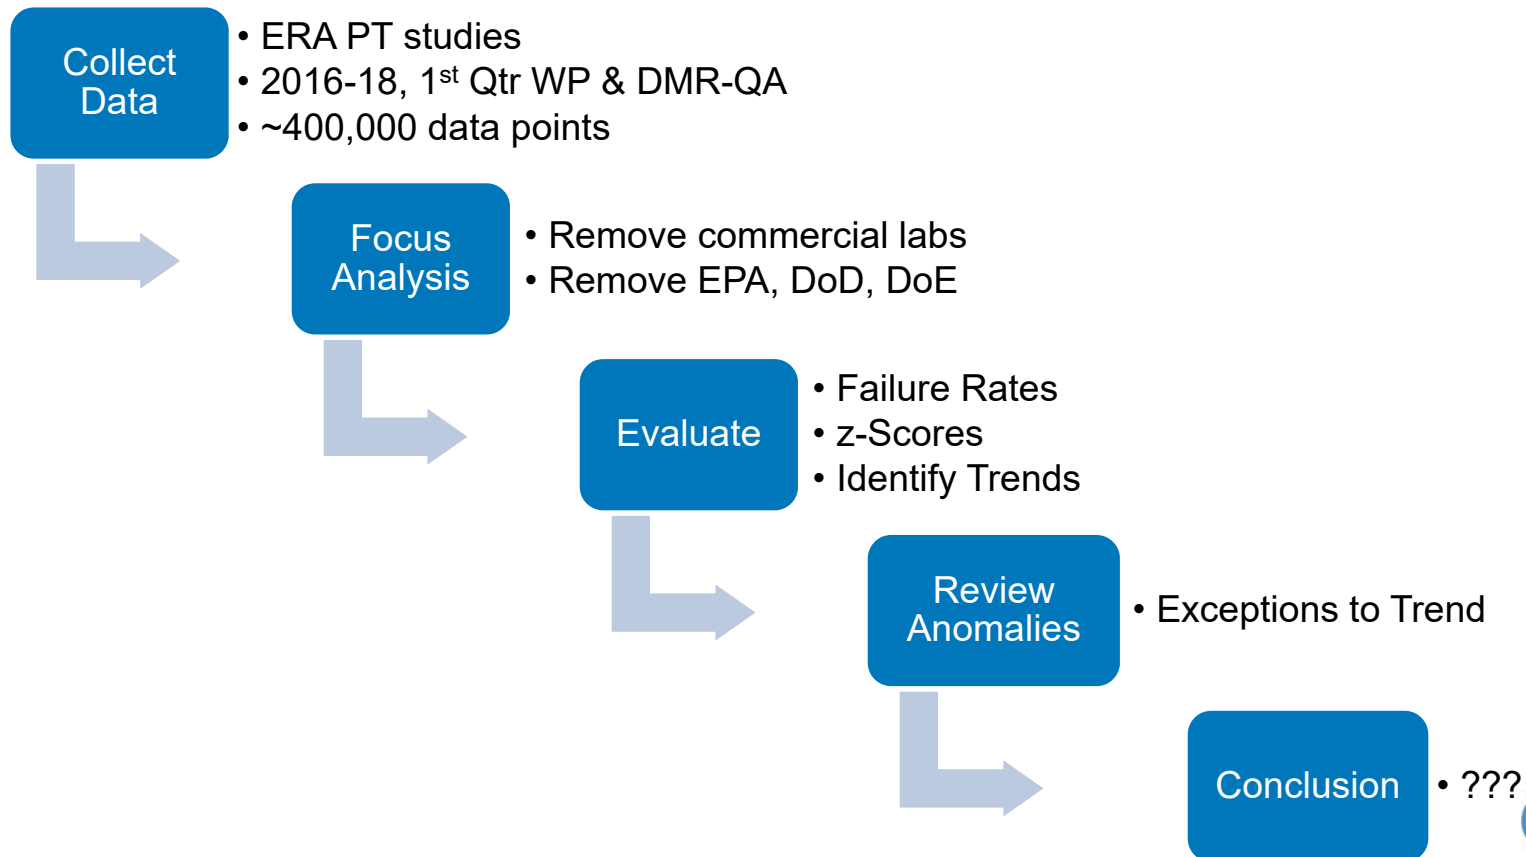 Collect
Data
• ERA PT studies
• 2016-18, 1st Qtr WP & DMR-QA
• ~400,000 data points
Focus
Analysis
• Remove commercial labs
• Remove EPA, DoD, DoE
Evaluate
• Failure Rates
• z-Scores
• Identify Trends
Review
Anomalies
• Exceptions to Trend
Conclusion
• ???